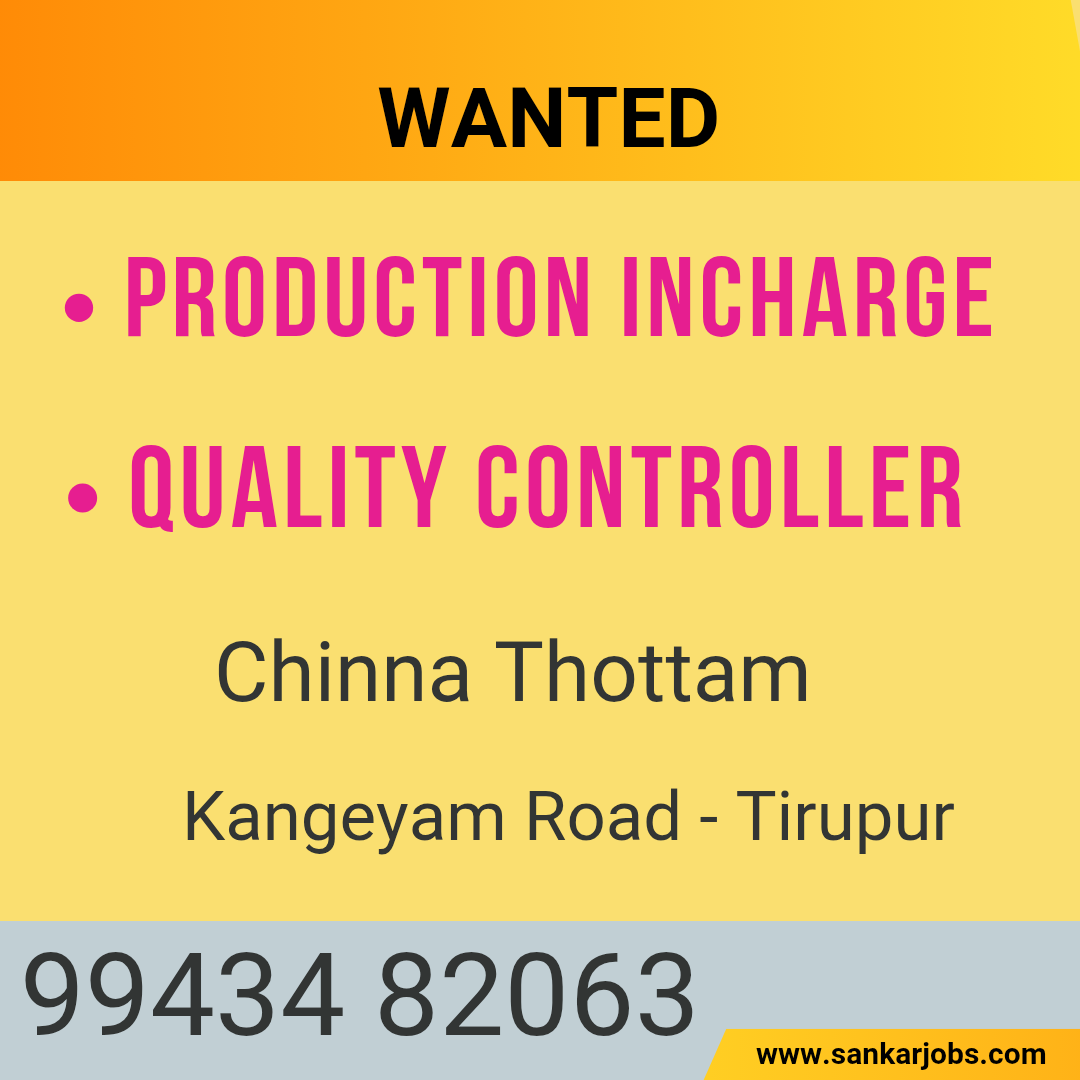 WANTED
• PRODUCTION INCHARGE
• QUALITY CONTROLLER
Chinna Thottam
Kangeyam Road - Tirupur
99434 82063
www.sankarjobs.com